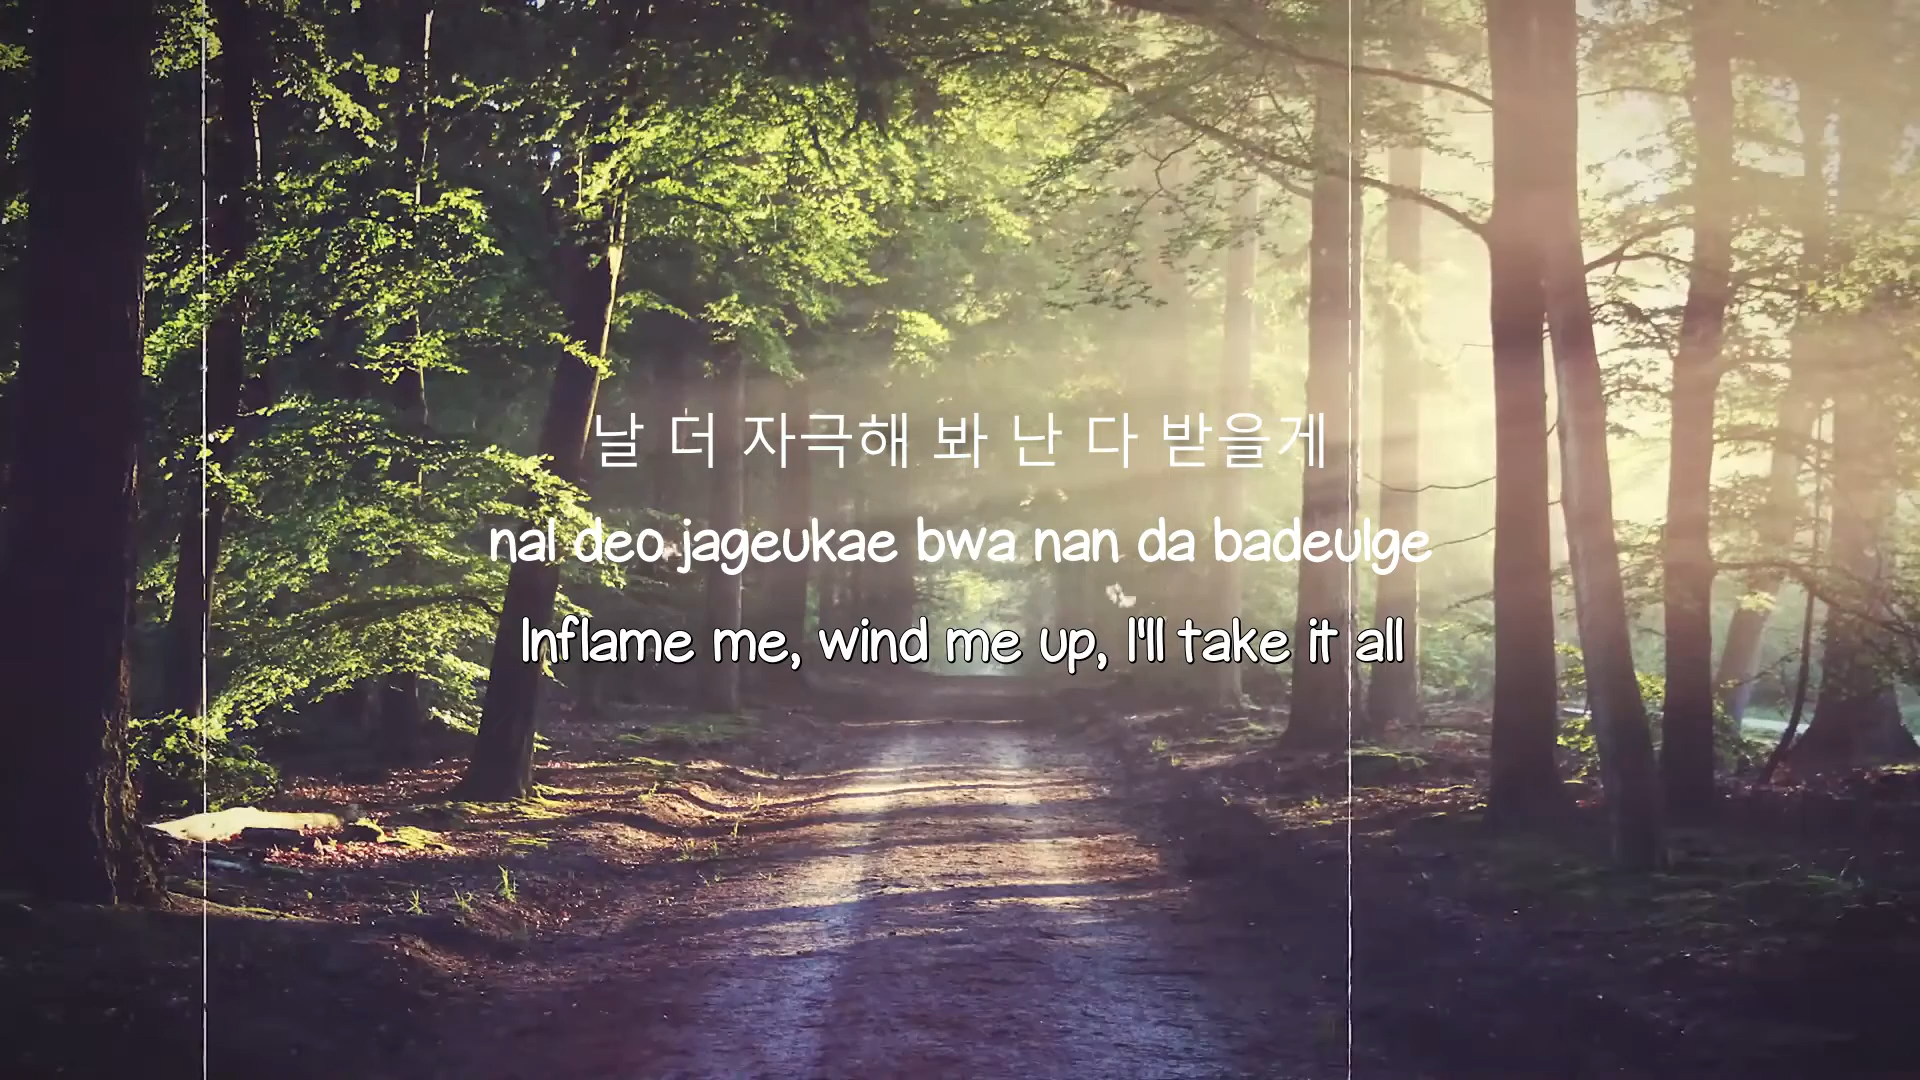 날 더 자극해 봐 난 다 받을게
nal deo jageukae bwa nan da badeulge
Inflame me, wind me up, I'll take it all